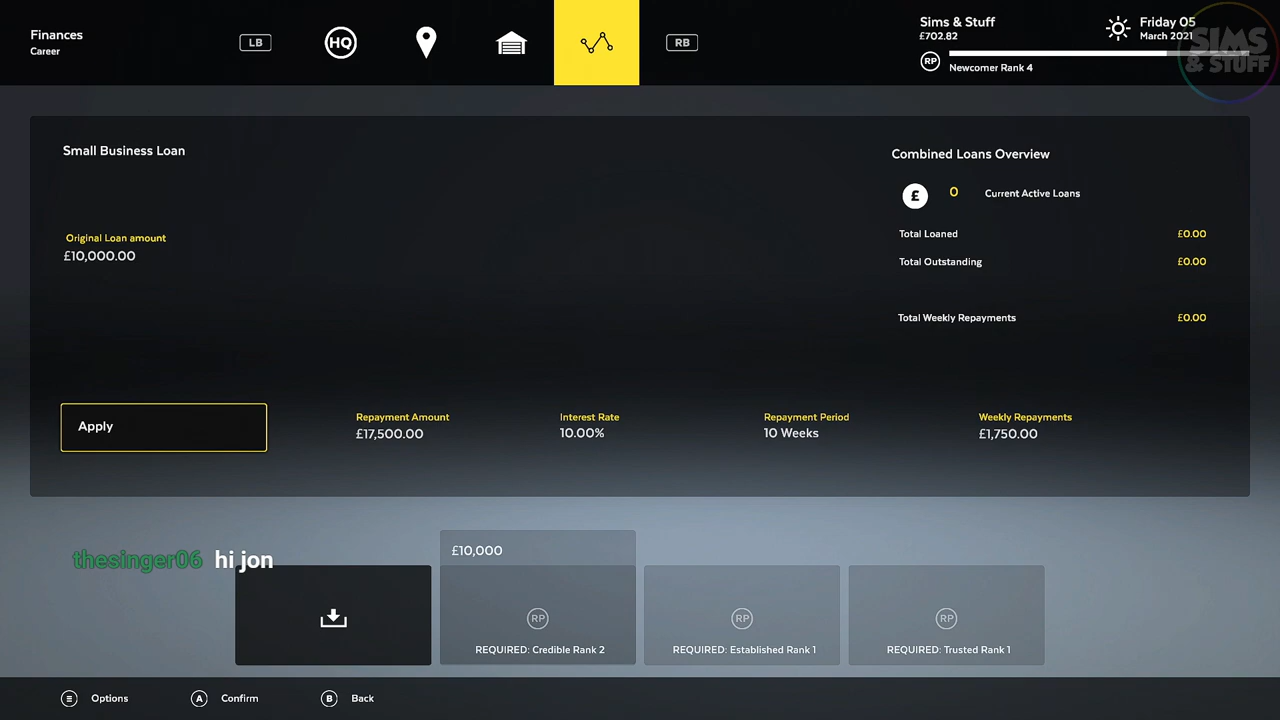 Finances
Career
LB
HQ
RB
Sims & Stuff
£702.82
RP
Newcomer Rank 4
Friday 05
March 2021
SIMS
& STUFF
Small Business Loan
Original Loan amount
£10,000.00
Combined Loans Overview
£ 0 Current Active Loans
Total Loaned £0.00
Total Outstanding £0.00
Total Weekly Repayments £0.00
Apply
Repayment Amount
£17,500.00
Interest Rate
10.00%
Repayment Period
10 Weeks
Weekly Repayments
£1,750.00
thesinger06 hi jon
£10,000
RP
REQUIRED: Credible Rank 2
RP
REQUIRED: Established Rank 1
RP
REQUIRED: Trusted Rank 1
Options
A Confirm
B Back